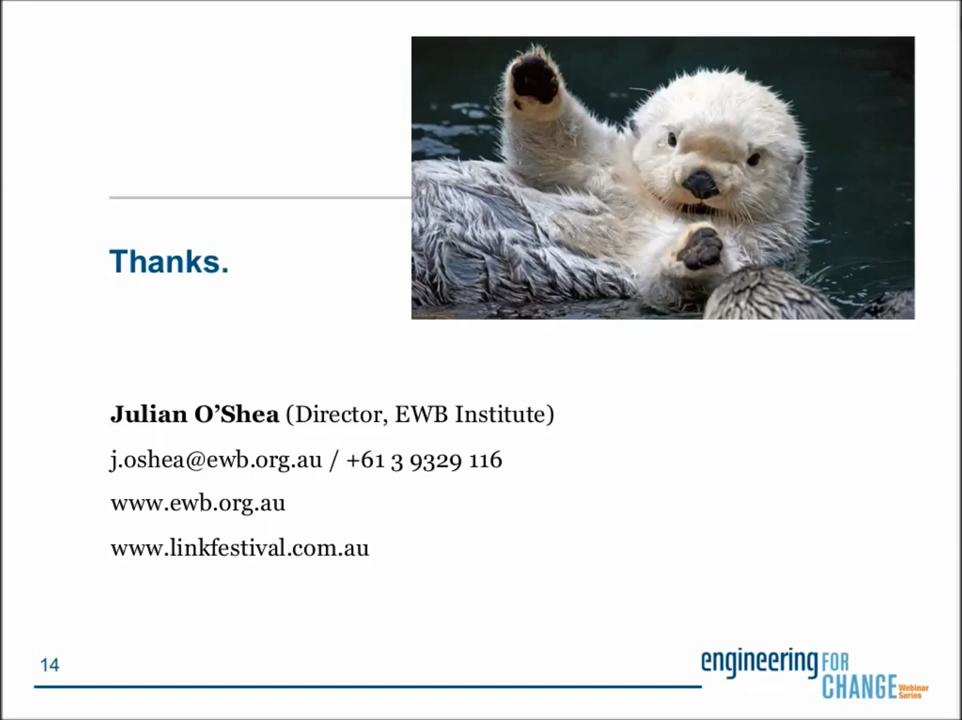 Thanks.
Julian O’Shea (Director, EWB Institute)
j.oshea@ewb.org.au / +61 3 9329 116
www.ewb.org.au
www.linkfestival.com.au
14
engineering FOR
CHANGE Webinar
Series